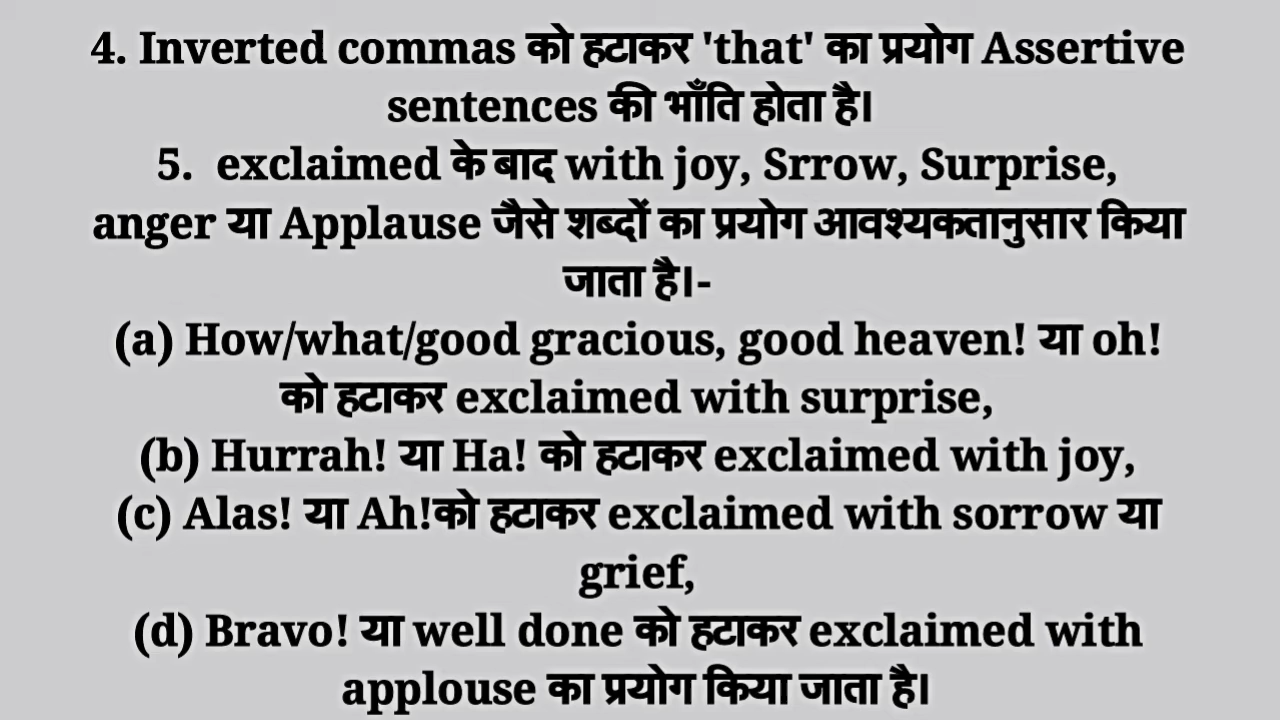 4. Inverted commas को हटाकर 'that' का प्रयोग Assertive
sentences की भाँति होता है।
5.  exclaimed के बाद with joy, Srrow, Surprise,
anger या Applause जैसे शब्दों का प्रयोग आवश्यकतानुसार किया
जाता है।-
(a) How/what/good gracious, good heaven! या oh!
को हटाकर exclaimed with surprise,
(b) Hurrah! या Ha! को हटाकर exclaimed with joy,
(c) Alas! या Ah!को हटाकर exclaimed with sorrow या
grief,
(d) Bravo! या well done को हटाकर exclaimed with
applouse का प्रयोग किया जाता है।